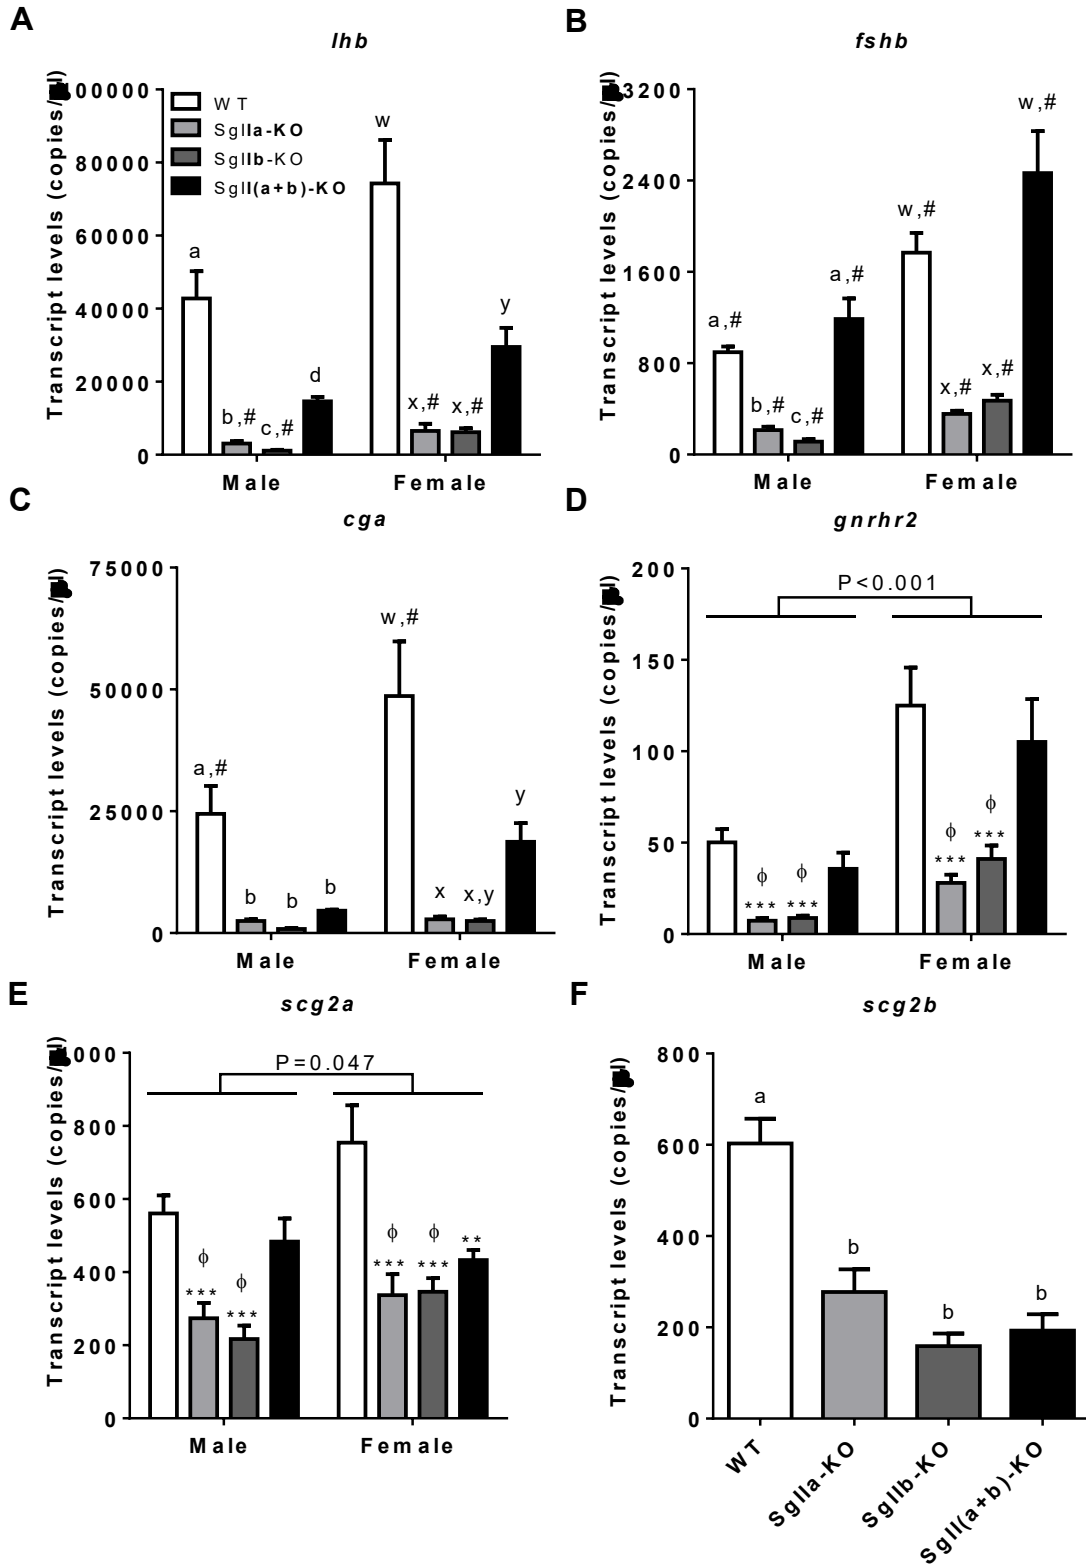 A
lhb
Transcript levels (copies/
00000
80000
60000
40000
20000
0
WT
SgIIa-KO
SgIIb-KO
SgII(a+b)-KO
a
b,#
c,#
d
w
x,#
x,#
y
Male
Female
B
fshb
Transcript levels (copies/
3200
2400
1600
800
0
a,#
b,#
c,#
a,#
w,#
x,#
x,#
w,#
Male
Female
C
cga
Transcript levels (copies/
75000
50000
25000
0
a,#
b
b
b
w,#
x
x,y
y
Male
Female
D
gnrhr2
Transcript levels (copies/
200
150
100
50
0
P<0.001
ϕ
***
ϕ
***
ϕ
***
ϕ
***
Male
Female
E
scg2a
Transcript levels (copies/
000
800
600
400
200
0
P=0.047
ϕ
***
ϕ
***
ϕ
***
ϕ
***
**
Male
Female
F
scg2b
Transcript levels (copies/
800
600
400
200
0
a
b
b
b
WT
SgIIa-KO
SgIIb-KO
SgII(a+b)-KO